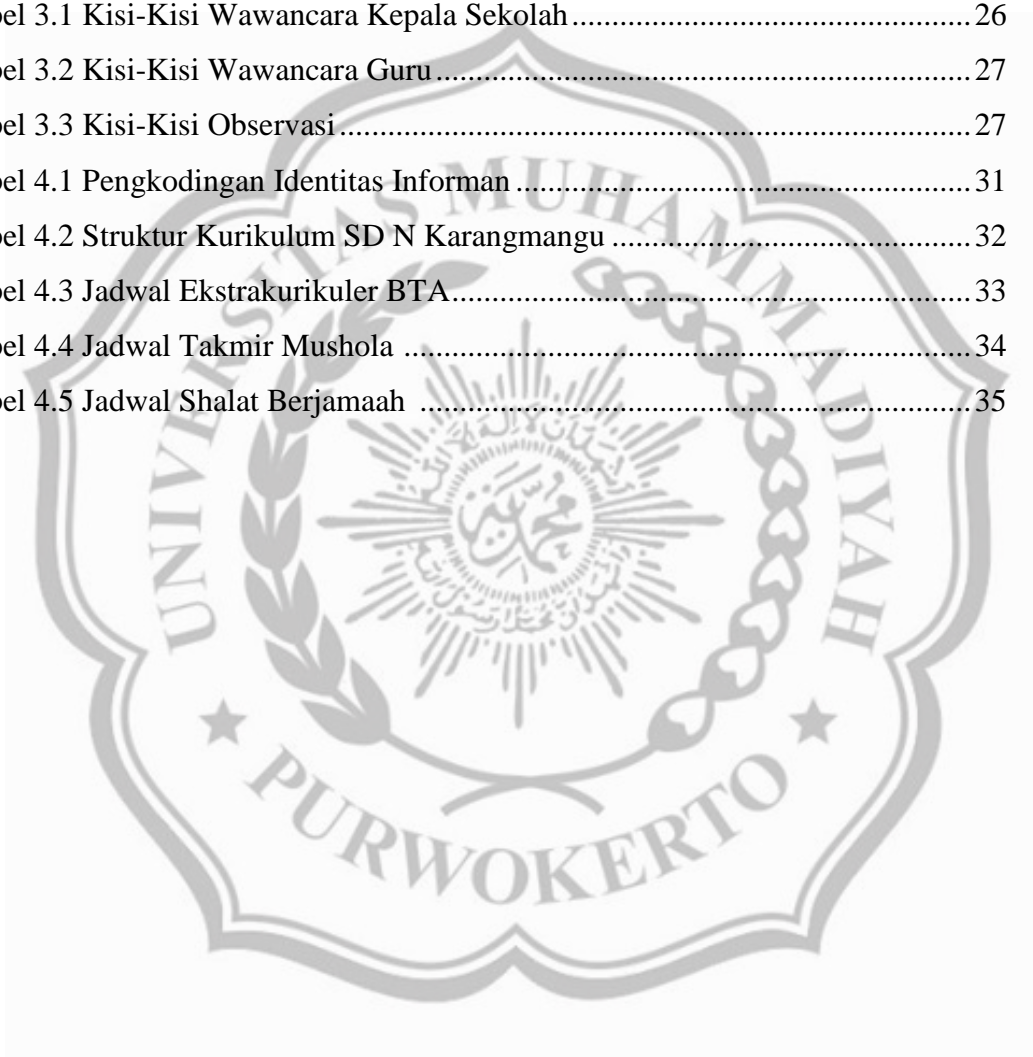 bel 3.1 Kisi-Kisi Wawancara Kepala Sekolah ........ 26
bel 3.2 Kisi-Kisi Wawancara Guru ........ 27
bel 3.3 Kisi-Kisi Observasi ........ 27
bel 4.1 Pengkodingan Identitas Informan ........ 31
bel 4.2 Struktur Kurikulum SD N Karangmangu ........ 32
bel 4.3 Jadwal Ekstrakurikuler BTA ........ 33
bel 4.4 Jadwal Takmir Mushola ........ 34
bel 4.5 Jadwal Shalat Berjamaah ........ 35
UNIVERSITAS MUHAMMADIYAH
PURWOKERTO